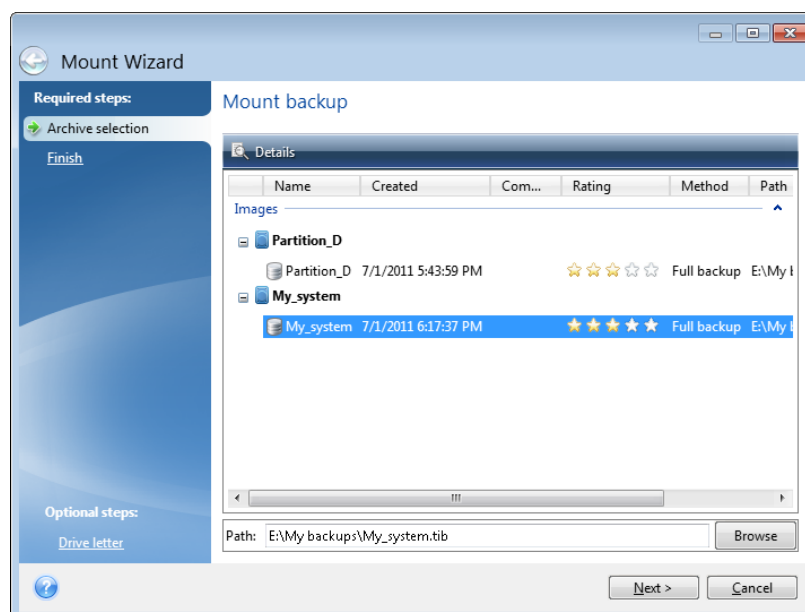 Mount Wizard
Required steps:
Archive selection
Finish
Mount backup
Details
Name Created Com... Rating Method Path
Images
Partition_D
Partition_D 7/1/2011 5:43:59 PM Full backup E:\My
My_system
My_system 7/1/2011 6:17:37 PM Full backup E:\My
Optional steps:
Drive letter
Path: E:\My backups\My_system.tib Browse
Next > Cancel